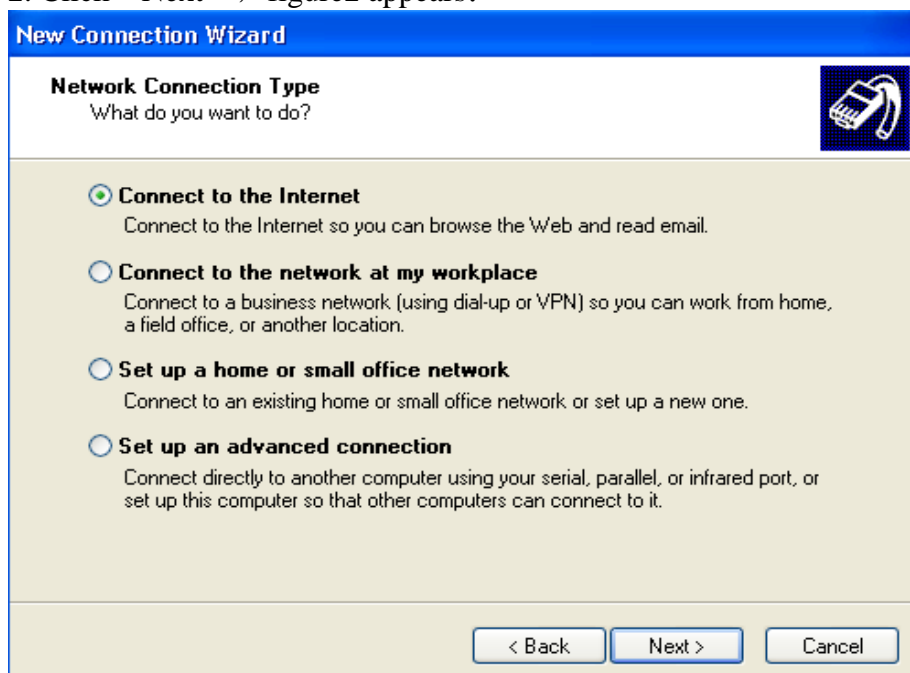 2. Click "Next", figure2 appears:
New Connection Wizard
Network Connection Type
What do you want to do?
Connect to the Internet
Connect to the Internet so you can browse the Web and read email.
Connect to the network at my workplace
Connect to a business network (using dial-up or VPN) so you can work from home,
a field office, or another location.
Set up a home or small office network
Connect to an existing home or small office network or set up a new one.
Set up an advanced connection
Connect directly to another computer using your serial, parallel, or infrared port, or
set up this computer so that other computers can connect to it.
< Back
Next >
Cancel